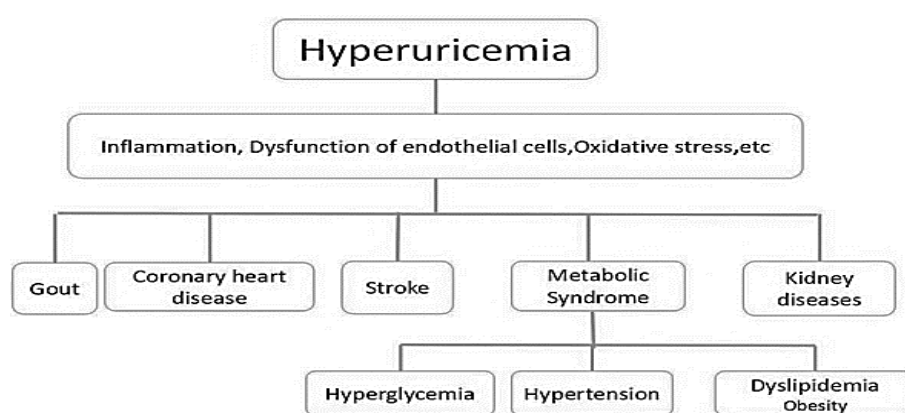 Hyperuricemia
Inflammation, Dysfunction of endothelial cells,Oxidative stress,etc
Gout
Coronary heart
disease
Stroke
Metabolic
Syndrome
Kidney
diseases
Hyperglycemia
Hypertension
Dyslipidemia
Obesity